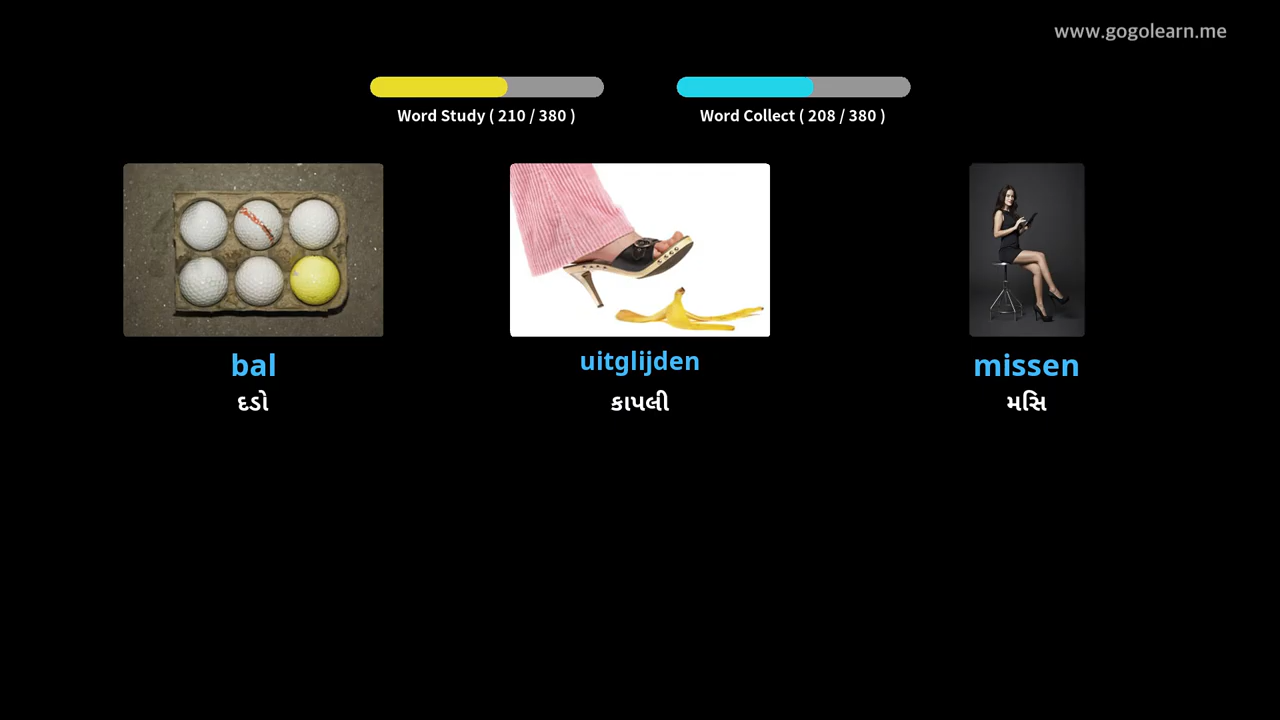 www.gogolearn.me
Word Study ( 210 / 380 )
Word Collect ( 208 / 380 )
bal
uitglijden
missen
દડો
કાપલી
મિસ